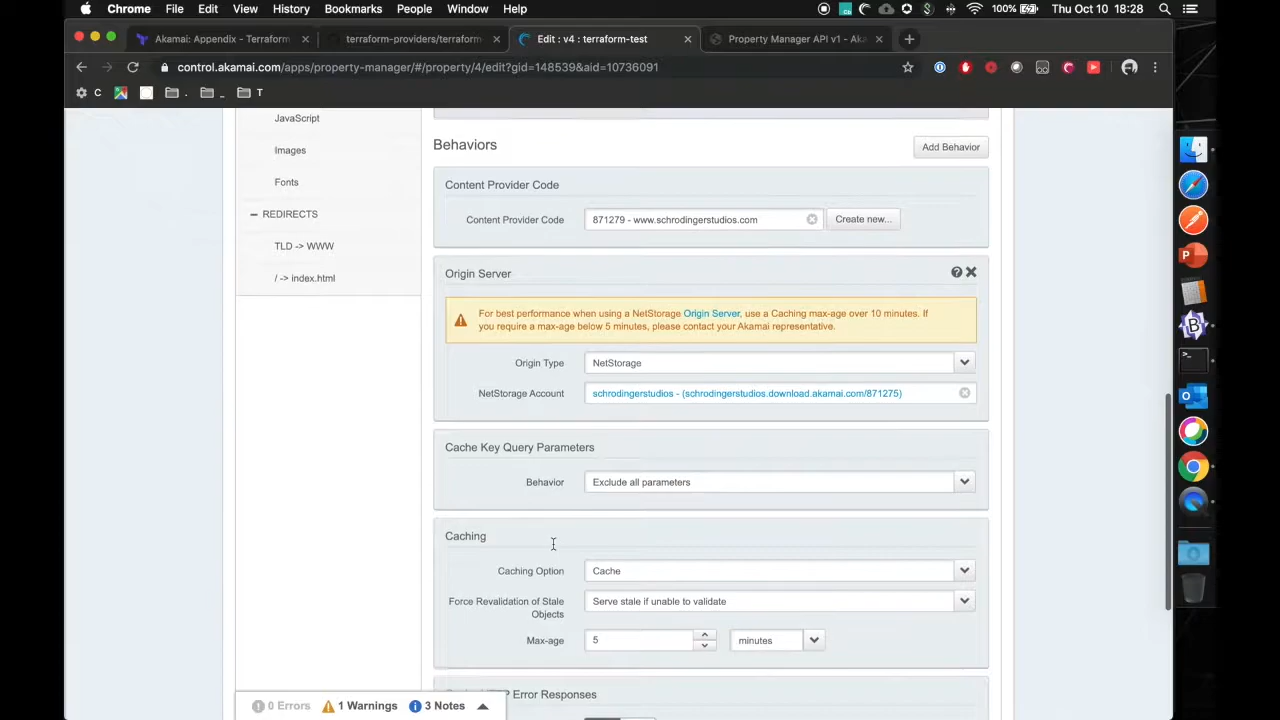 Chrome File Edit View History Bookmarks People Window Help 100% Thu Oct 10 18:28
Akamai: Appendix - Terraform
terraform-providers/terraform
Edit : v4 : terraform-test
Property Manager API v1 - Aka
control.akamai.com/apps/property-manager/#/property/4/edit?gid=148539&aid=10736091
C . _ T
JavaScript
Images
Fonts
REDIRECTS
TLD -> WWW
/ -> index.html
Behaviors
Add Behavior
Content Provider Code
Content Provider Code 871279 - www.schrodingerstudios.com Create new...
Origin Server
For best performance when using a NetStorage Origin Server, use a Caching max-age over 10 minutes. If
you require a max-age below 5 minutes, please contact your Akamai representative.
Origin Type NetStorage
NetStorage Account schrodingerstudios - (schrodingerstudios.download.akamai.com/871275)
Cache Key Query Parameters
Behavior Exclude all parameters
Caching
Caching Option Cache
Force Revalidation of Stale
Objects
Serve stale if unable to validate
Max-age 5 minutes
P Error Responses
0 Errors 1 Warnings 3 Notes